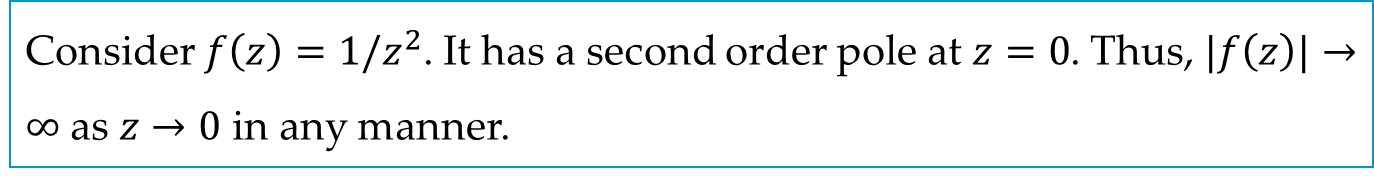 Consider f(z) = 1/z². It has a second order pole at z = 0. Thus, |f(z)| →
∞ as z → 0 in any manner.